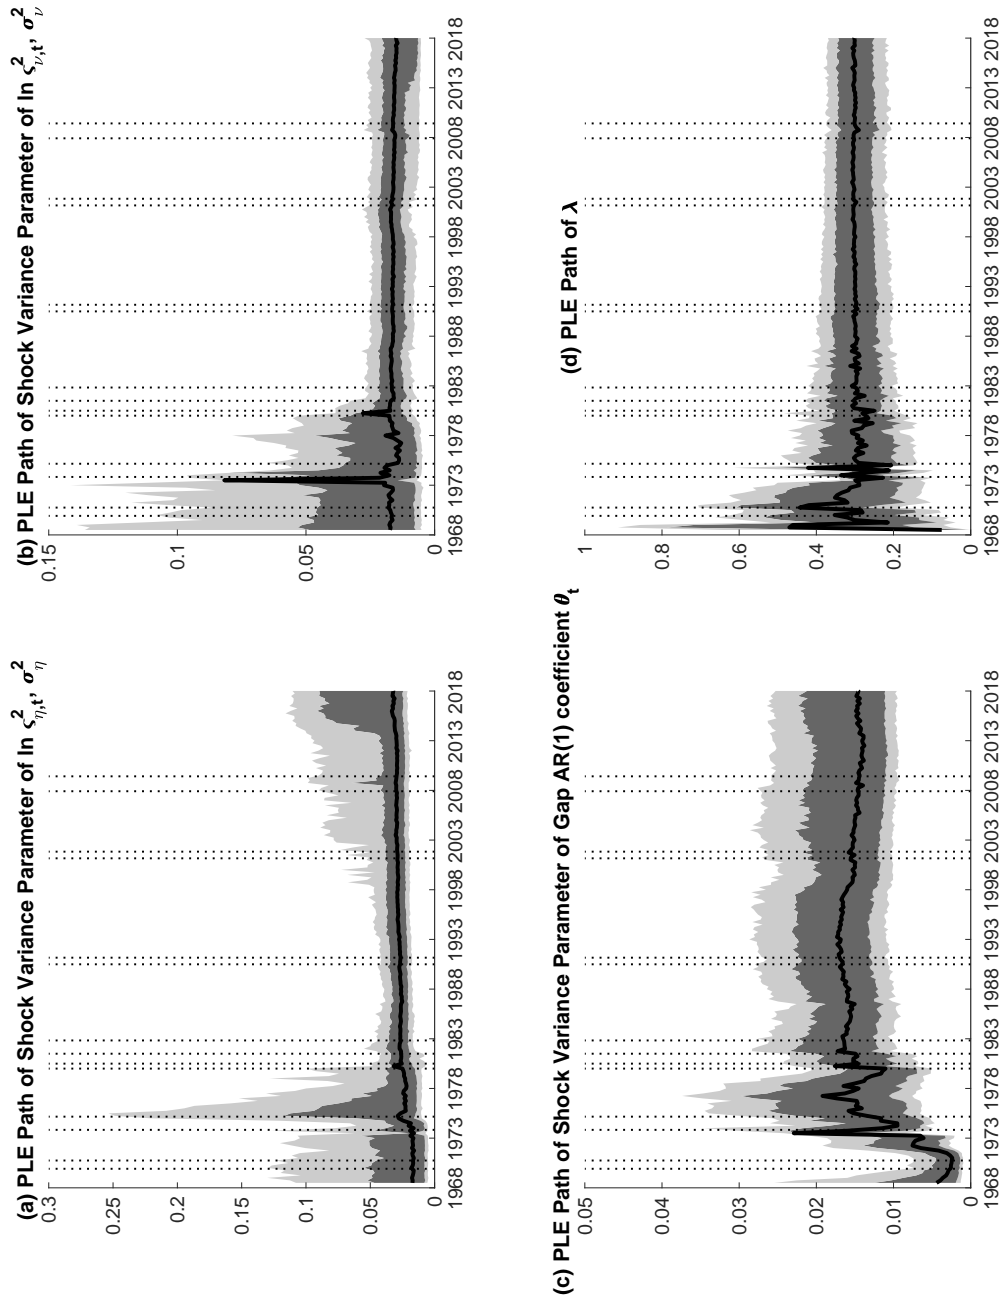 (a) PLE Path of Shock Variance Parameter of ln ς²_η,t, σ²_η
0.3
0.25
0.2
0.15
0.1
0.05
0
1968 1973 1978 1983 1988 1993 1998 2003 2008 2013 2018
(b) PLE Path of Shock Variance Parameter of ln ς²_ν,t, σ²_ν
0.15
0.1
0.05
0
1968 1973 1978 1983 1988 1993 1998 2003 2008 2013 2018
(c) PLE Path of Shock Variance Parameter of Gap AR(1) coefficient θ_t
0.05
0.04
0.03
0.02
0.01
0
1968 1973 1978 1983 1988 1993 1998 2003 2008 2013 2018
(d) PLE Path of λ
1
0.8
0.6
0.4
0.2
0
1968 1973 1978 1983 1988 1993 1998 2003 2008 2013 2018